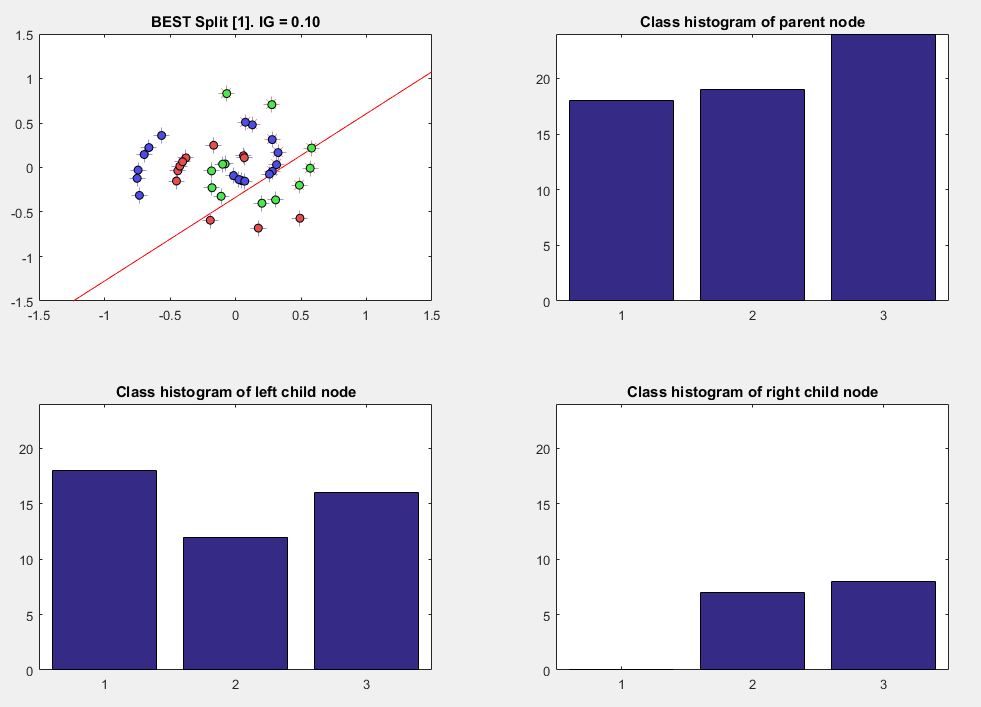 BEST Split [1]. IG = 0.10
1.5
1
0.5
0
-0.5
-1
-1.5
-1.5 -1 -0.5 0 0.5 1 1.5
Class histogram of parent node
20
15
10
5
0
1 2 3
Class histogram of left child node
20
15
10
5
0
1 2 3
Class histogram of right child node
20
15
10
5
0
1 2 3